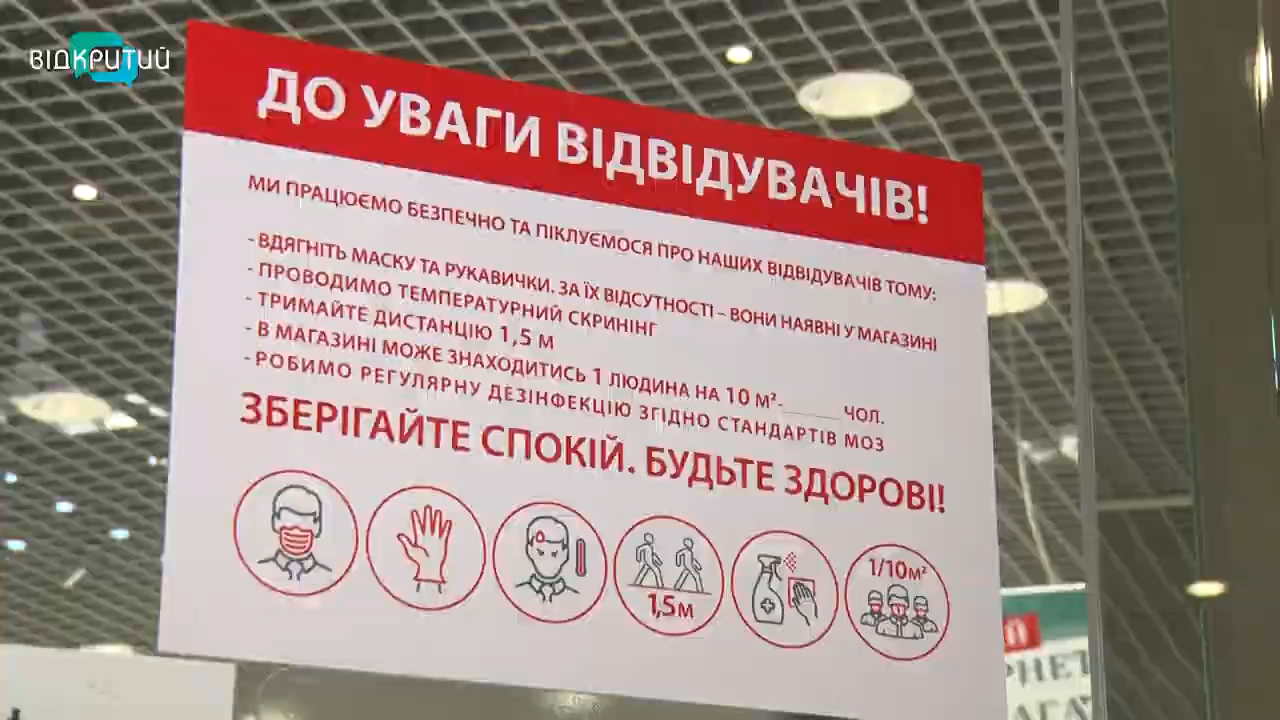 ВІДКРИТИЙ
ДО УВАГИ ВІДВІДУВАЧІВ!
МИ ПРАЦЮЄМО БЕЗПЕЧНО ТА ПІКЛУЄМОСЯ ПРО НАШИХ ВІДВІДУВАЧІВ ТОМУ:
- ВДЯГНІТЬ МАСКУ ТА РУКАВИЧКИ. ЗА ЇХ ВІДСУТНОСТІ – ВОНИ НАЯВНІ У МАГАЗИНІ
- ПРОВОДИМО ТЕМПЕРАТУРНИЙ СКРИНІНГ
- ТРИМАЙТЕ ДИСТАНЦІЮ 1,5 М
- В МАГАЗИНІ МОЖЕ ЗНАХОДИТИСЬ 1 ЛЮДИНА НА 10 М²-______ ЧОЛ.
- РОБИМО РЕГУЛЯРНУ ДЕЗІНФЕКЦІЮ ЗГІДНО СТАНДАРТІВ МОЗ
ЗБЕРІГАЙТЕ СПОКІЙ. БУДЬТЕ ЗДОРОВІ!
1,5м
1/10м²